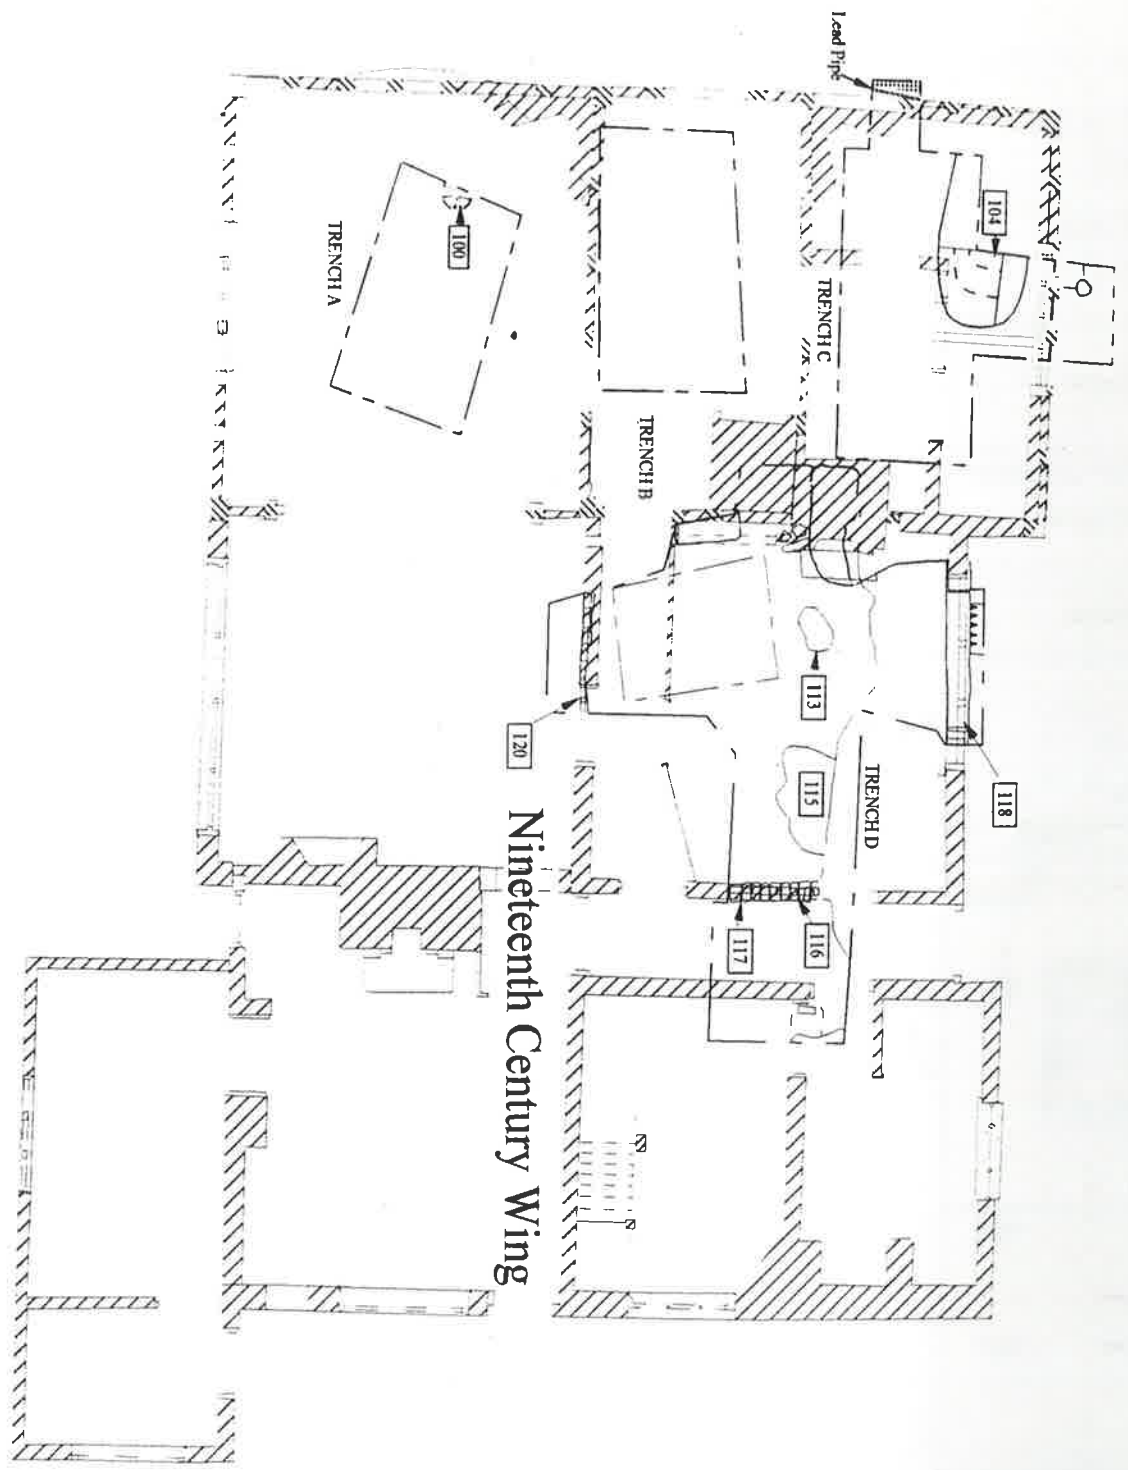 Lead Pipe
104
100
TRENCH A
TRENCH C
TRENCH B
113
118
120
115
TRENCH D
116
117
Nineteenth Century Wing